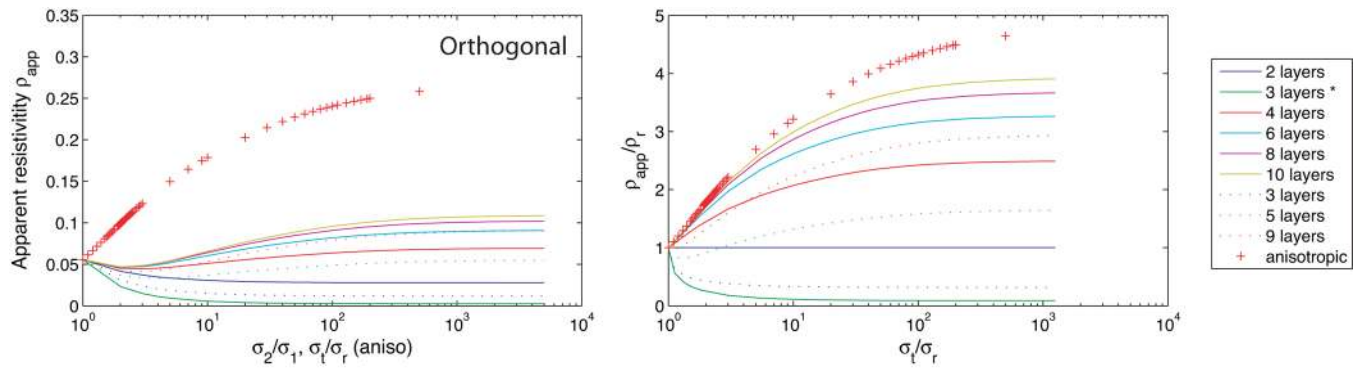 Orthogonal
Apparent resistivitity ρapp
0.35
0.3
0.25
0.2
0.15
0.1
0.05
0
10^0
10^1
10^2
10^3
10^4
σ2/σ1, σt/σr (aniso)
ρapp/ρr
5
4
3
2
1
0
10^0
10^1
10^2
10^3
10^4
σt/σr
2 layers
3 layers *
4 layers
6 layers
8 layers
10 layers
3 layers
5 layers
9 layers
anisotropic